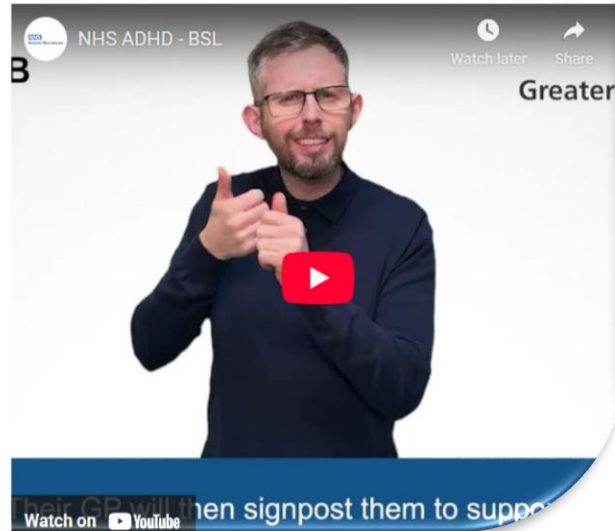 NHS ADHD - BSL
Watch later
Share
B
Greater
Their GP will then signpost them to suppo
Watch on YouTube